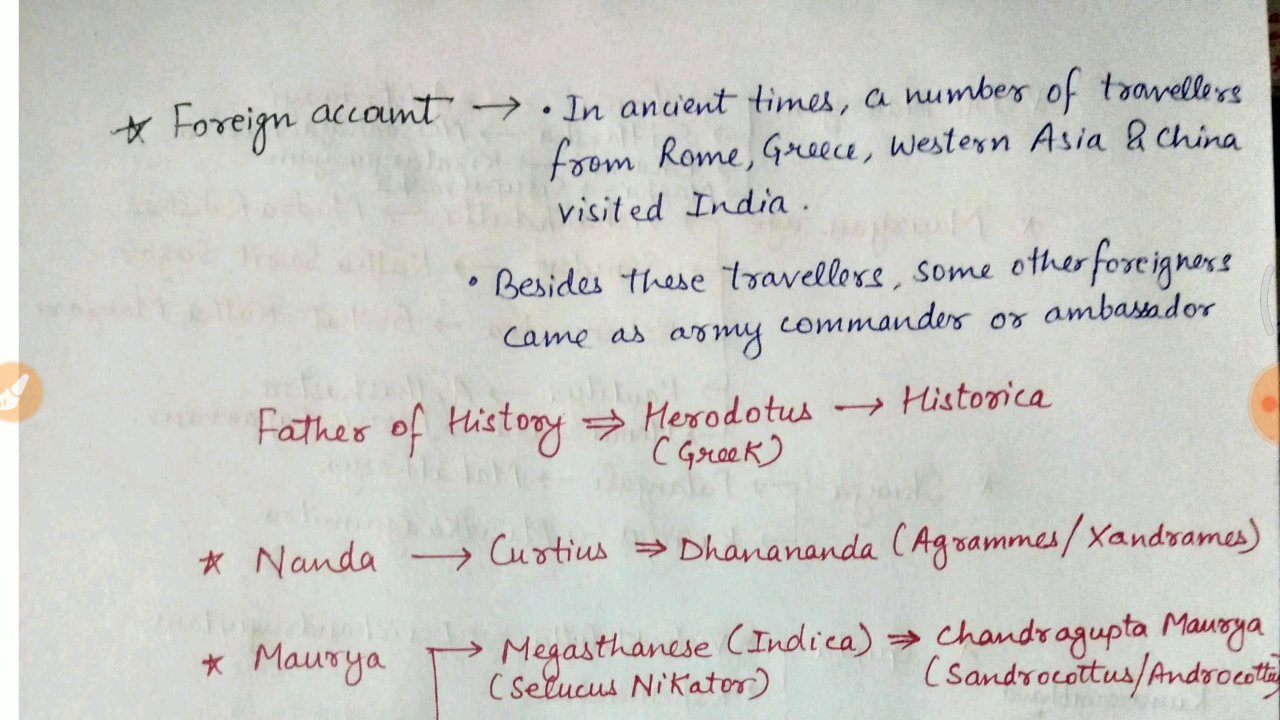 ☆ Foreign account → • In ancient times, a number of travellers
from Rome, Greece, Western Asia & China
visited India.
• Besides these travellers, some other foreigners
came as army commander or ambassador
Father of History ⇒ Herodotus → Historica
(Greek)
☆ Nanda → Curtius ⇒ Dhanananda (Agrammes/Xandrames)
☆ Maurya → Megasthanese (Indica) ⇒ Chandragupta Maurya
(Selucus Nikator) (Sandrocottus/Androcottus